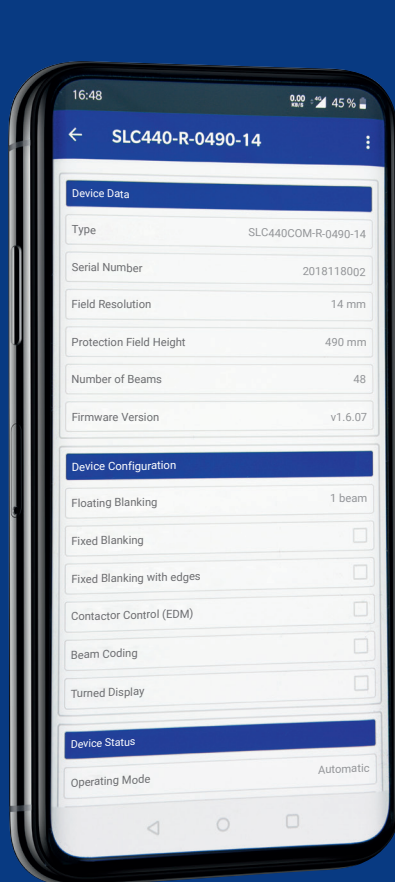 16:48 0.00 KB/S 4G 45 %
SLC440-R-0490-14
Device Data
Type SLC440COM-R-0490-14
Serial Number 2018118002
Field Resolution 14 mm
Protection Field Height 490 mm
Number of Beams 48
Firmware Version v1.6.07
Device Configuration
Floating Blanking 1 beam
Fixed Blanking
Fixed Blanking with edges
Contactor Control (EDM)
Beam Coding
Turned Display
Device Status
Operating Mode Automatic